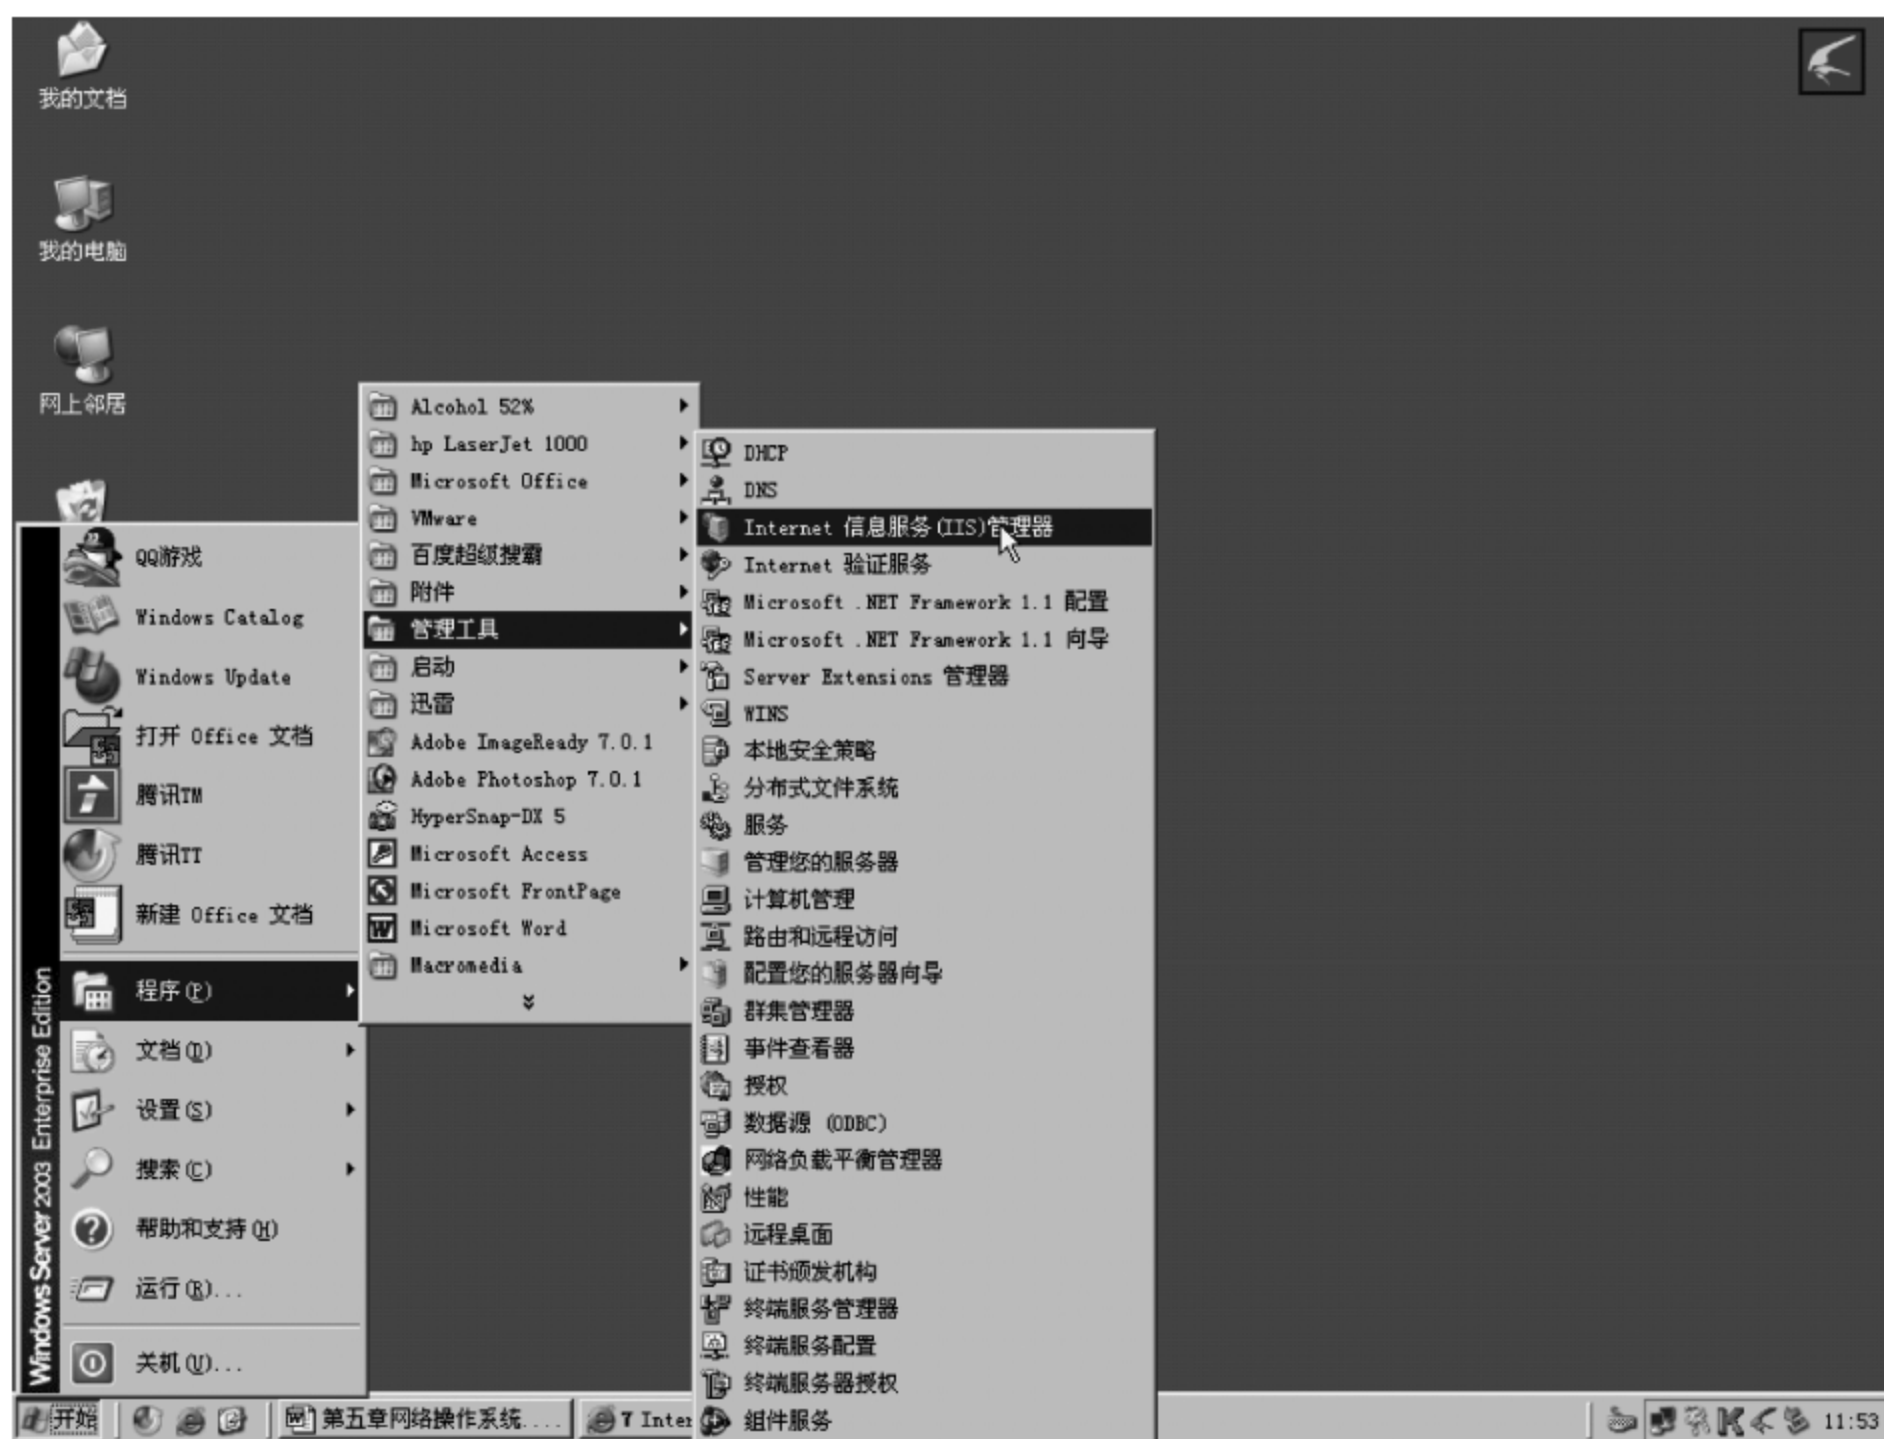 我的文档
我的电脑
网上邻居
QQ游戏
Windows Catalog
Windows Update
打开 Office 文档
腾讯TM
腾讯TT
新建 Office 文档
程序(P)
文档(D)
设置(S)
搜索(C)
帮助和支持(H)
运行(R)...
关机(U)...
Windows Server 2003 Enterprise Edition
Alcohol 52%
hp LaserJet 1000
Microsoft Office
VMware
百度超级搜霸
附件
管理工具
启动
迅雷
Adobe ImageReady 7.0.1
Adobe Photoshop 7.0.1
HyperSnap-DX 5
Microsoft Access
Microsoft FrontPage
Microsoft Word
Macromedia
DHCP
DNS
Internet 信息服务(IIS)管理器
Internet 验证服务
Microsoft .NET Framework 1.1 配置
Microsoft .NET Framework 1.1 向导
Server Extensions 管理器
WINS
本地安全策略
分布式文件系统
服务
管理您的服务器
计算机管理
路由和远程访问
配置您的服务器向导
群集管理器
事件查看器
授权
数据源 (ODBC)
网络负载平衡管理器
性能
远程桌面
证书颁发机构
终端服务管理器
终端服务配置
终端服务器授权
组件服务
开始
第五章网络操作系统....
7 Inter
11:53